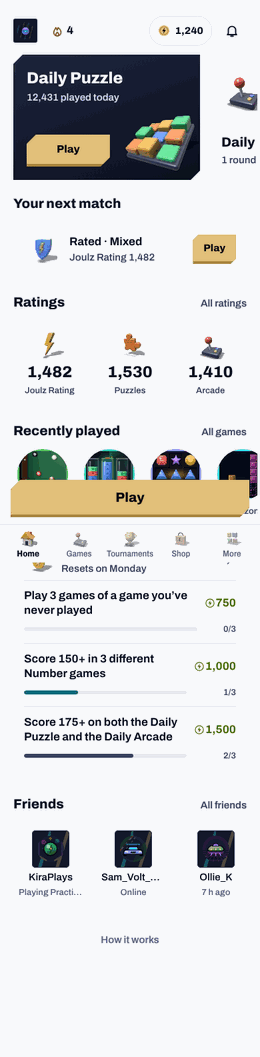 4
1,240
Daily Puzzle
12,431 played today
Play
Daily
1 round
Your next match
Rated · Mixed
Joulz Rating 1,482
Play
Ratings
All ratings
1,482
1,530
1,410
Joulz Rating
Puzzles
Arcade
Recently played
All games
Play
Home
Games
Tournaments
Shop
More
Resets on Monday
Play 3 games of a game you've
never played
750
0/3
Score 150+ in 3 different
Number games
1,000
1/3
Score 175+ on both the Daily
Puzzle and the Daily Arcade
1,500
2/3
Friends
All friends
KiraPlays
Sam_Volt_...
Ollie_K
Playing Practi...
Online
7 h ago
How it works